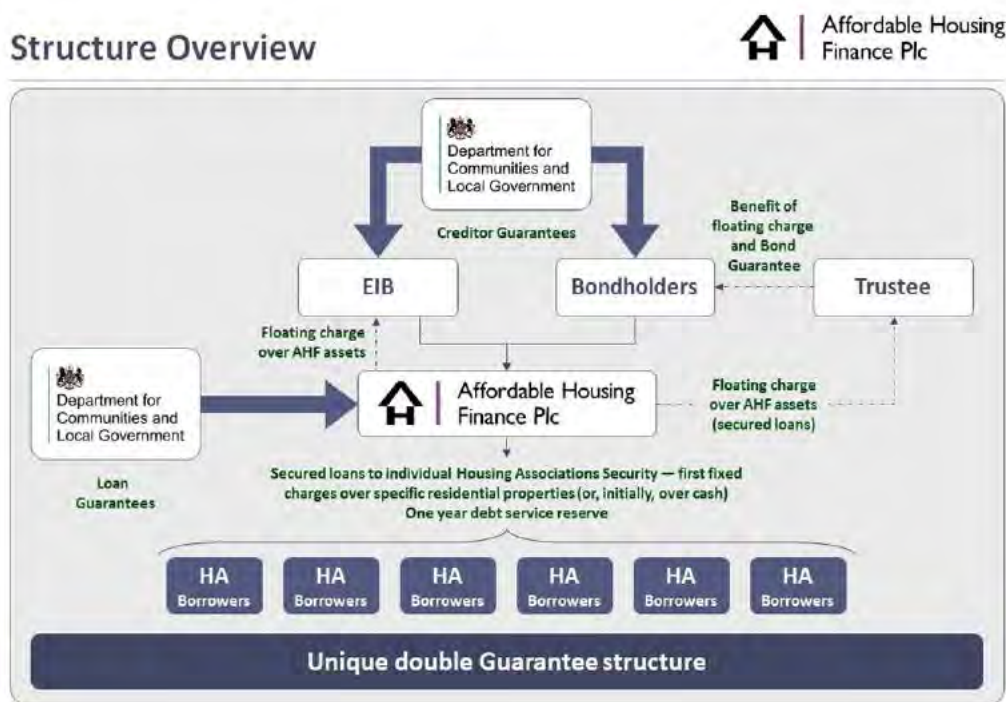 Structure Overview
Affordable Housing
Finance Plc
Department for
Communities and
Local Government
Creditor Guarantees
Benefit of
floating charge
and Bond
Guarantee
EIB
Bondholders
Trustee
Floating charge
over AHF assets
Department for
Communities and
Local Government
Affordable Housing
Finance Plc
Floating charge
over AHF assets
(secured loans)
Loan
Guarantees
Secured loans to individual Housing Associations Security — first fixed
charges over specific residential properties (or, initially, over cash)
One year debt service reserve
HA
Borrowers
HA
Borrowers
HA
Borrowers
HA
Borrowers
HA
Borrowers
HA
Borrowers
Unique double Guarantee structure